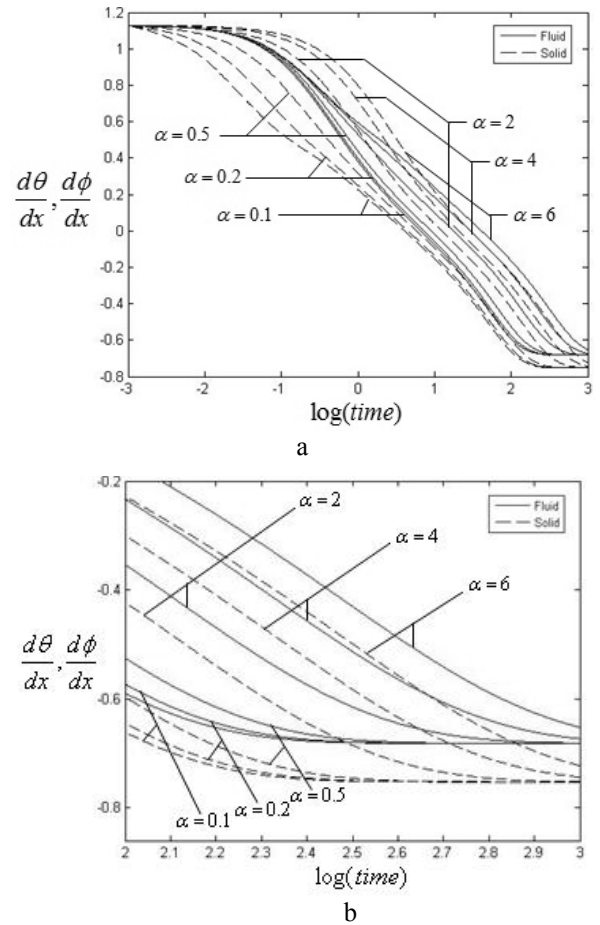 1.2
1
0.8
0.6
0.4
0.2
0
-0.2
-0.4
-0.6
-0.8
-3
-2
-1
0
1
2
3
Fluid
Solid
α = 0.5
α = 0.2
α = 0.1
α = 2
α = 4
α = 6
dθ/dx, dϕ/dx
log(time)
a
-0.2
-0.4
-0.6
-0.8
2
2.1
2.2
2.3
2.4
2.5
2.6
2.7
2.8
2.9
3
Fluid
Solid
α = 2
α = 4
α = 6
α = 0.1
α = 0.2
α = 0.5
dθ/dx, dϕ/dx
log(time)
b